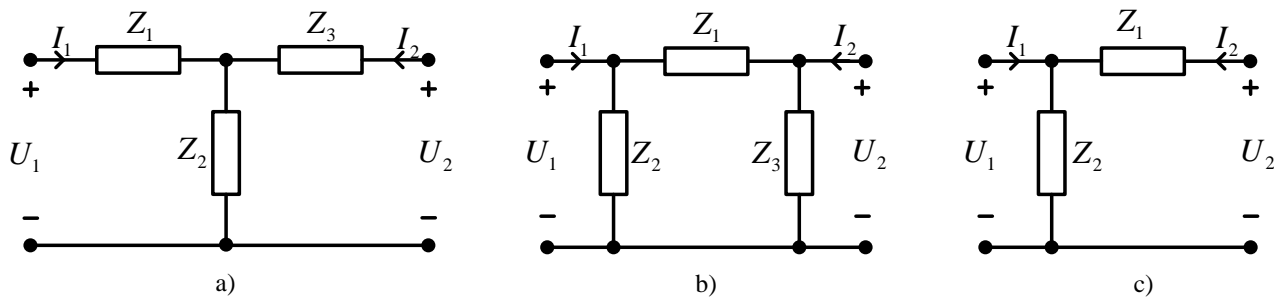 I₁ Z₁ Z₃ I₂
+ +
U₁ Z₂ U₂
− −
a)
I₁ Z₁ I₂
+ +
U₁ Z₂ Z₃ U₂
− −
b)
I₁ Z₁ I₂
+ +
U₁ Z₂ U₂
− −
c)